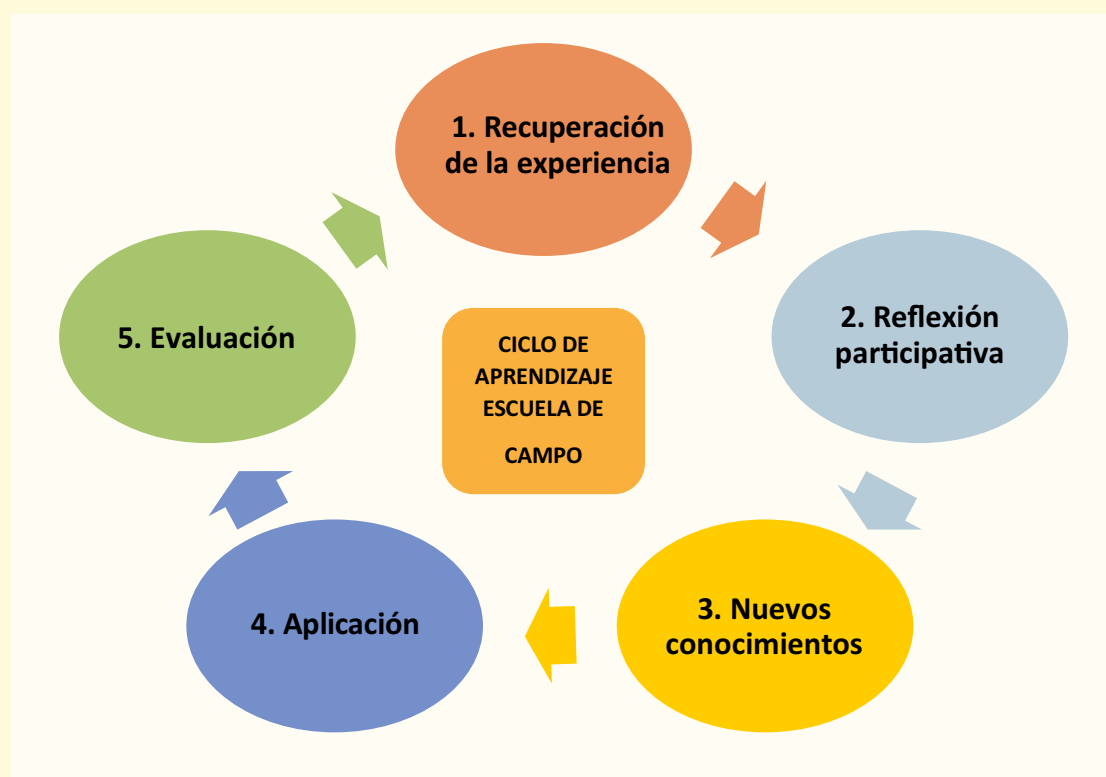 1. Recuperación
de la experiencia
2. Reflexión
participativa
3. Nuevos
conocimientos
4. Aplicación
5. Evaluación
CICLO DE
APRENDIZAJE
ESCUELA DE
CAMPO